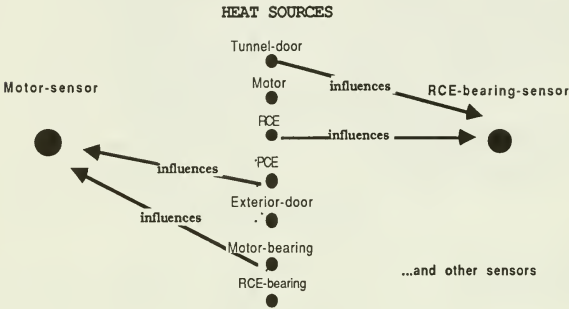 HEAT SOURCES
Tunnel-door
Motor-sensor
Motor
influences
RCE-bearing-sensor
RCE
influences
PCE
influences
Exterior-door
influences
Motor-bearing
...and other sensors
RCE-bearing